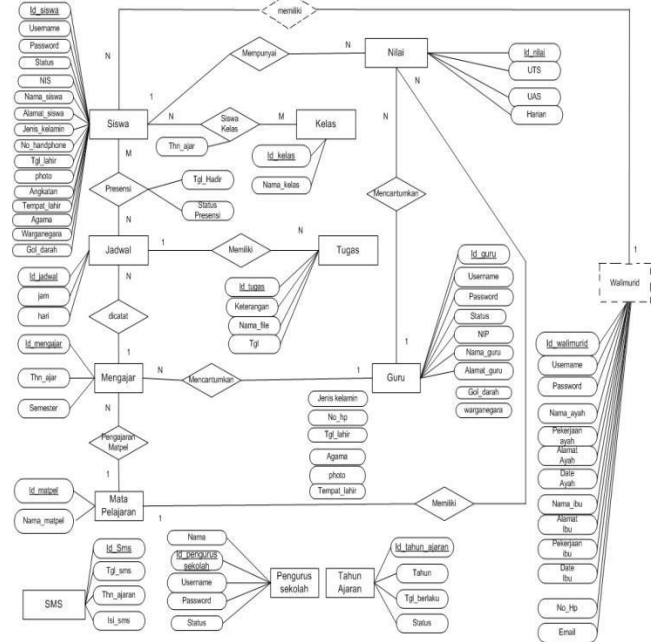 Id_siswa
Username
Password
Status
NIS
Nama_siswa
Alamat_siswa
Jenis_kelamin
No_handphone
Tgl_lahir
photo
Angkatan
Tempat_lahir
Agama
Warganegara
Gol_darah
memiliki
N
1
Siswa
1
Mempunyai
N
Nilai
Id_nilai
UTS
UAS
Harian
N
Siswa
Kelas
M
Kelas
Thn_ajar
Id_kelas
Nama_kelas
M
Presensi
Tgl_Hadir
Status
Presensi
N
Jadwal
Id_jadwal
jam
hari
1
Memiliki
N
Tugas
Id_tugas
Keterangan
Nama_file
Tgl
N
dicatat
1
N
Mencantumkan
1
N
Id_mengajar
Thn_ajar
Semester
Mengajar
N
Mencantumkan
1
Guru
Id_guru
Username
Password
Status
NIP
Nama_guru
Alamat_guru
Gol_darah
warganegara
Jenis kelamin
No_hp
Tgl_lahir
Agama
photo
Tempat_lahir
N
Pengajaran
Matpel
1
Id_matpel
Nama_matpel
Mata
Pelajaran
1
Memiliki
Walimurid
Id_walimurid
Username
Password
Nama_ayah
Pekerjaan
ayah
Alamat
Ayah
Date
Ayah
Nama_ibu
Alamat
Ibu
Pekerjaan
ibu
Date
Ibu
No_Hp
Email
SMS
Id_Sms
Tgl_sms
Thn_ajaran
Isi_sms
Nama
Id_pengurus
sekolah
Username
Password
Status
Pengurus
sekolah
Tahun
Ajaran
Id_tahun_ajaran
Tahun
Tgl_berlaku
Status